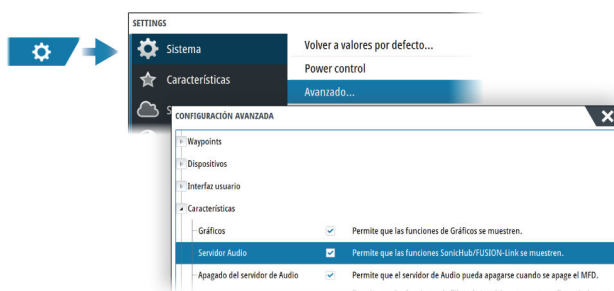 SETTINGS
Sistema
Volver a valores por defecto...
Power control
Características
Avanzado...
S
CONFIGURACIÓN AVANZADA
Waypoints
Dispositivos
Interfaz usuario
Características
Gráficos Permite que las funciones de Gráficos se muestren.
Servidor Audio Permite que las funciones SonicHub/FUSION-Link se muestren.
Apagado del servidor de Audio Permite que el servidor de Audio pueda apagarse cuando se apage el MFD.